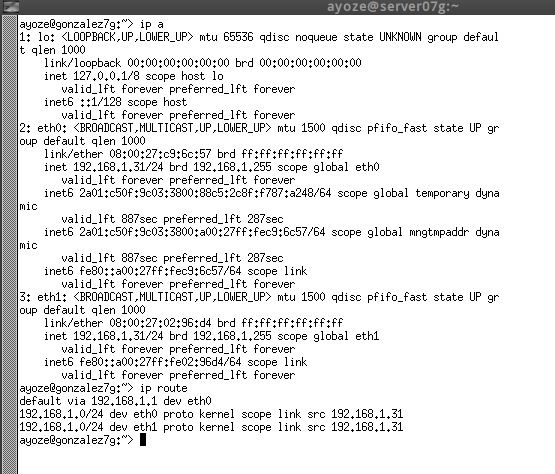 ayoze@server07g:~
ayoze@gonzalez7g:~> ip a
1: lo: <LOOPBACK,UP,LOWER_UP> mtu 65536 qdisc noqueue state UNKNOWN group defaul
t qlen 1000
    link/loopback 00:00:00:00:00:00 brd 00:00:00:00:00:00
    inet 127.0.0.1/8 scope host lo
       valid_lft forever preferred_lft forever
    inet6 ::1/128 scope host
       valid_lft forever preferred_lft forever
2: eth0: <BROADCAST,MULTICAST,UP,LOWER_UP> mtu 1500 qdisc pfifo_fast state UP gr
oup default qlen 1000
    link/ether 08:00:27:c9:6c:57 brd ff:ff:ff:ff:ff:ff
    inet 192.168.1.31/24 brd 192.168.1.255 scope global eth0
       valid_lft forever preferred_lft forever
    inet6 2a01:c50f:9c03:3800:88c5:2c8f:f787:a248/64 scope global temporary dyna
mic
       valid_lft 887sec preferred_lft 287sec
    inet6 2a01:c50f:9c03:3800:a00:27ff:fec9:6c57/64 scope global mngtmpaddr dyna
mic
       valid_lft 887sec preferred_lft 287sec
    inet6 fe80::a00:27ff:fec9:6c57/64 scope link
       valid_lft forever preferred_lft forever
3: eth1: <BROADCAST,MULTICAST,UP,LOWER_UP> mtu 1500 qdisc pfifo_fast state UP gr
oup default qlen 1000
    link/ether 08:00:27:02:96:d4 brd ff:ff:ff:ff:ff:ff
    inet 192.168.1.31/24 brd 192.168.1.255 scope global eth1
       valid_lft forever preferred_lft forever
    inet6 fe80::a00:27ff:fe02:96d4/64 scope link
       valid_lft forever preferred_lft forever
ayoze@gonzalez7g:~> ip route
default via 192.168.1.1 dev eth0
192.168.1.0/24 dev eth0 proto kernel scope link src 192.168.1.31
192.168.1.0/24 dev eth1 proto kernel scope link src 192.168.1.31
ayoze@gonzalez7g:~>